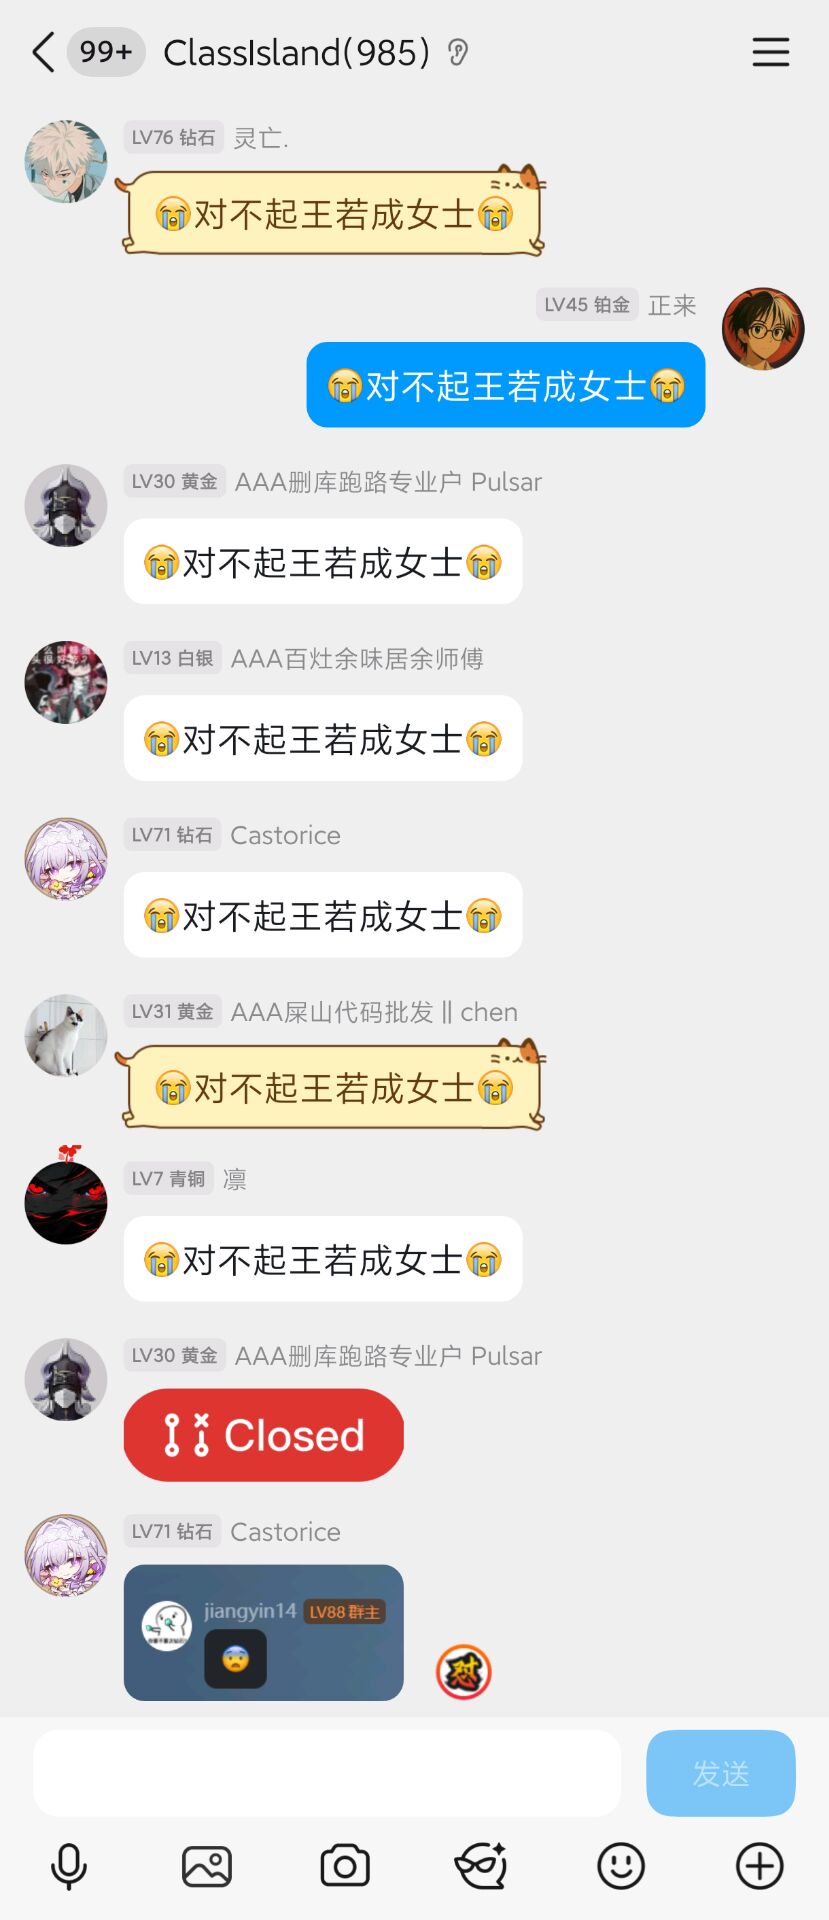 99+ ClassIsland(985)
LV76 钻石 灵亡.
😭对不起王若成女士😭
LV45 铂金 正来
😭对不起王若成女士😭
LV30 黄金 AAA删库跑路专业户 Pulsar
😭对不起王若成女士😭
LV13 白银 AAA百灶余味居余师傅
😭对不起王若成女士😭
LV71 钻石 Castorice
😭对不起王若成女士😭
LV31 黄金 AAA屎山代码批发 || chen
😭对不起王若成女士😭
LV7 青铜 凛
😭对不起王若成女士😭
LV30 黄金 AAA删库跑路专业户 Pulsar
Closed
LV71 钻石 Castorice
jiangyin14 LV88 群主
😨
怼
发送